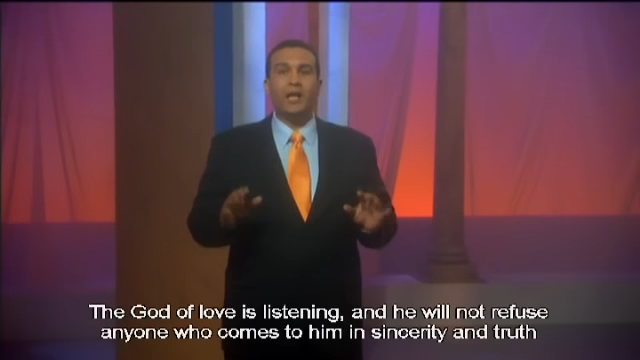 The God of love is listening, and he will not refuse
anyone who comes to him in sincerity and truth